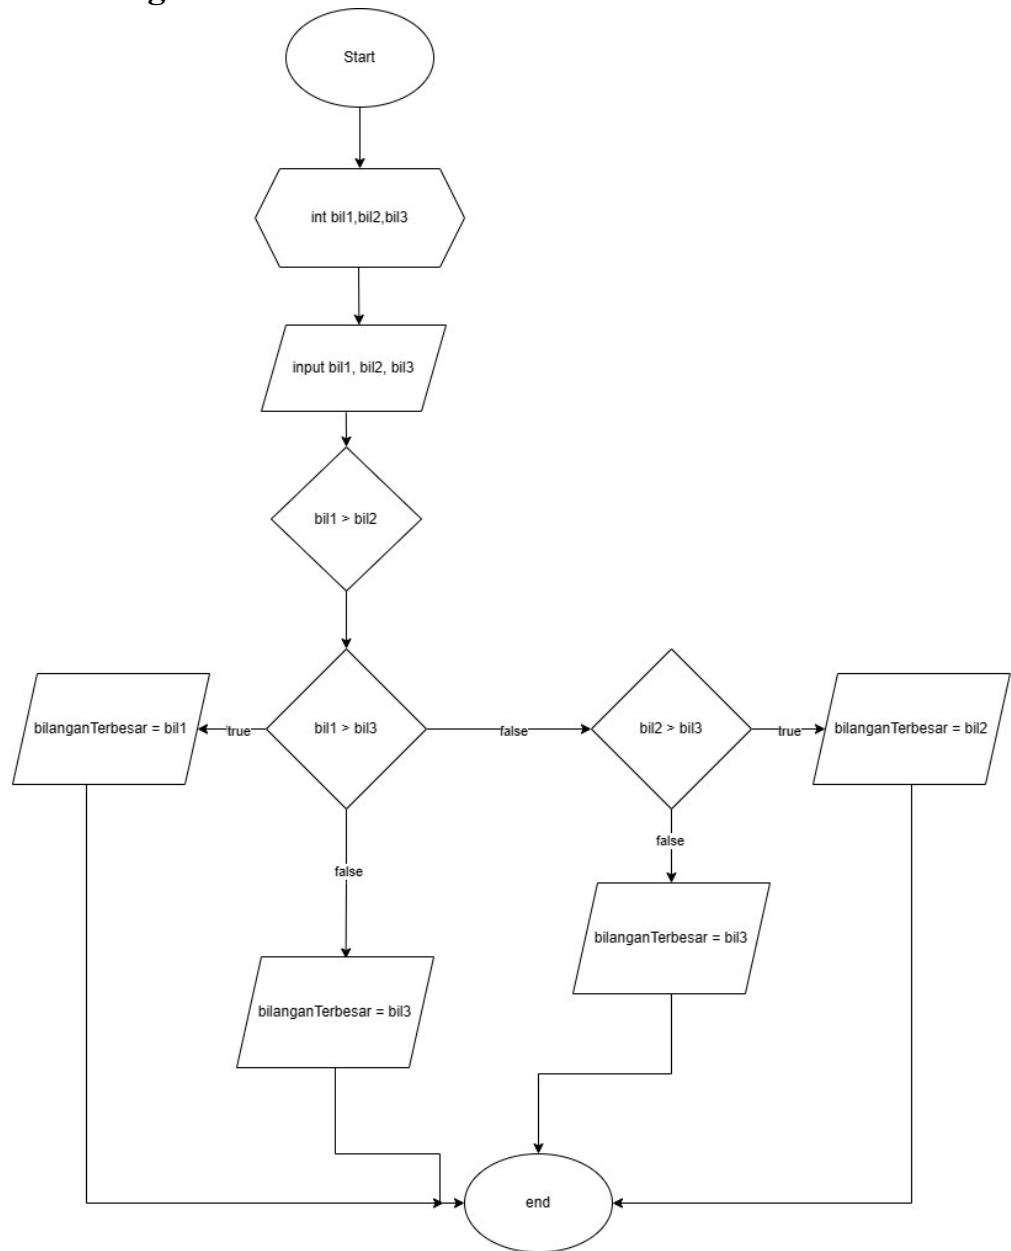 Start
int bil1,bil2,bil3
input bil1, bil2, bil3
bil1 > bil2
bilanganTerbesar = bil1
true
bil1 > bil3
false
bil2 > bil3
true
bilanganTerbesar = bil2
false
false
bilanganTerbesar = bil3
bilanganTerbesar = bil3
end